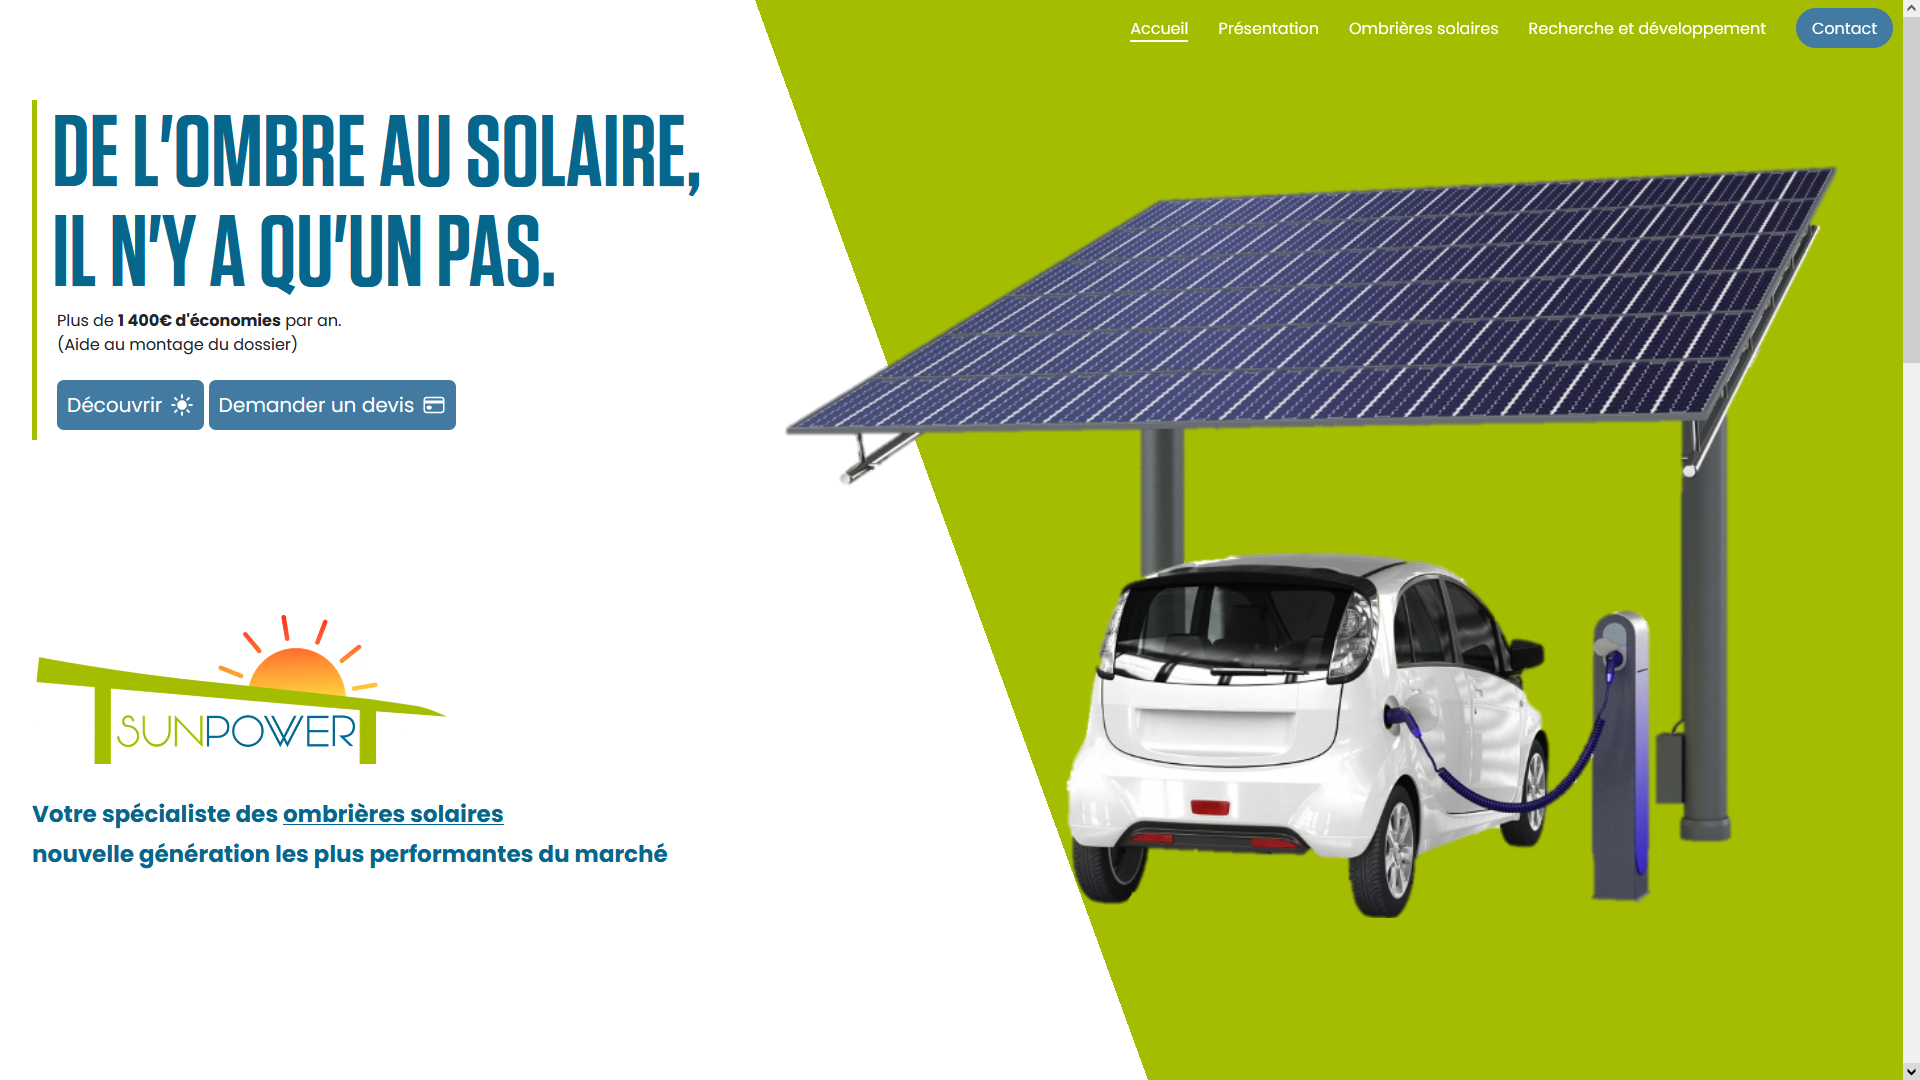 Accueil Présentation Ombrières solaires Recherche et développement Contact
DE L'OMBRE AU SOLAIRE,
IL N'Y A QU'UN PAS.
Plus de 1 400€ d'économies par an.
(Aide au montage du dossier)
Découvrir Demander un devis
SUNPOWER
Votre spécialiste des ombrières solaires
nouvelle génération les plus performantes du marché